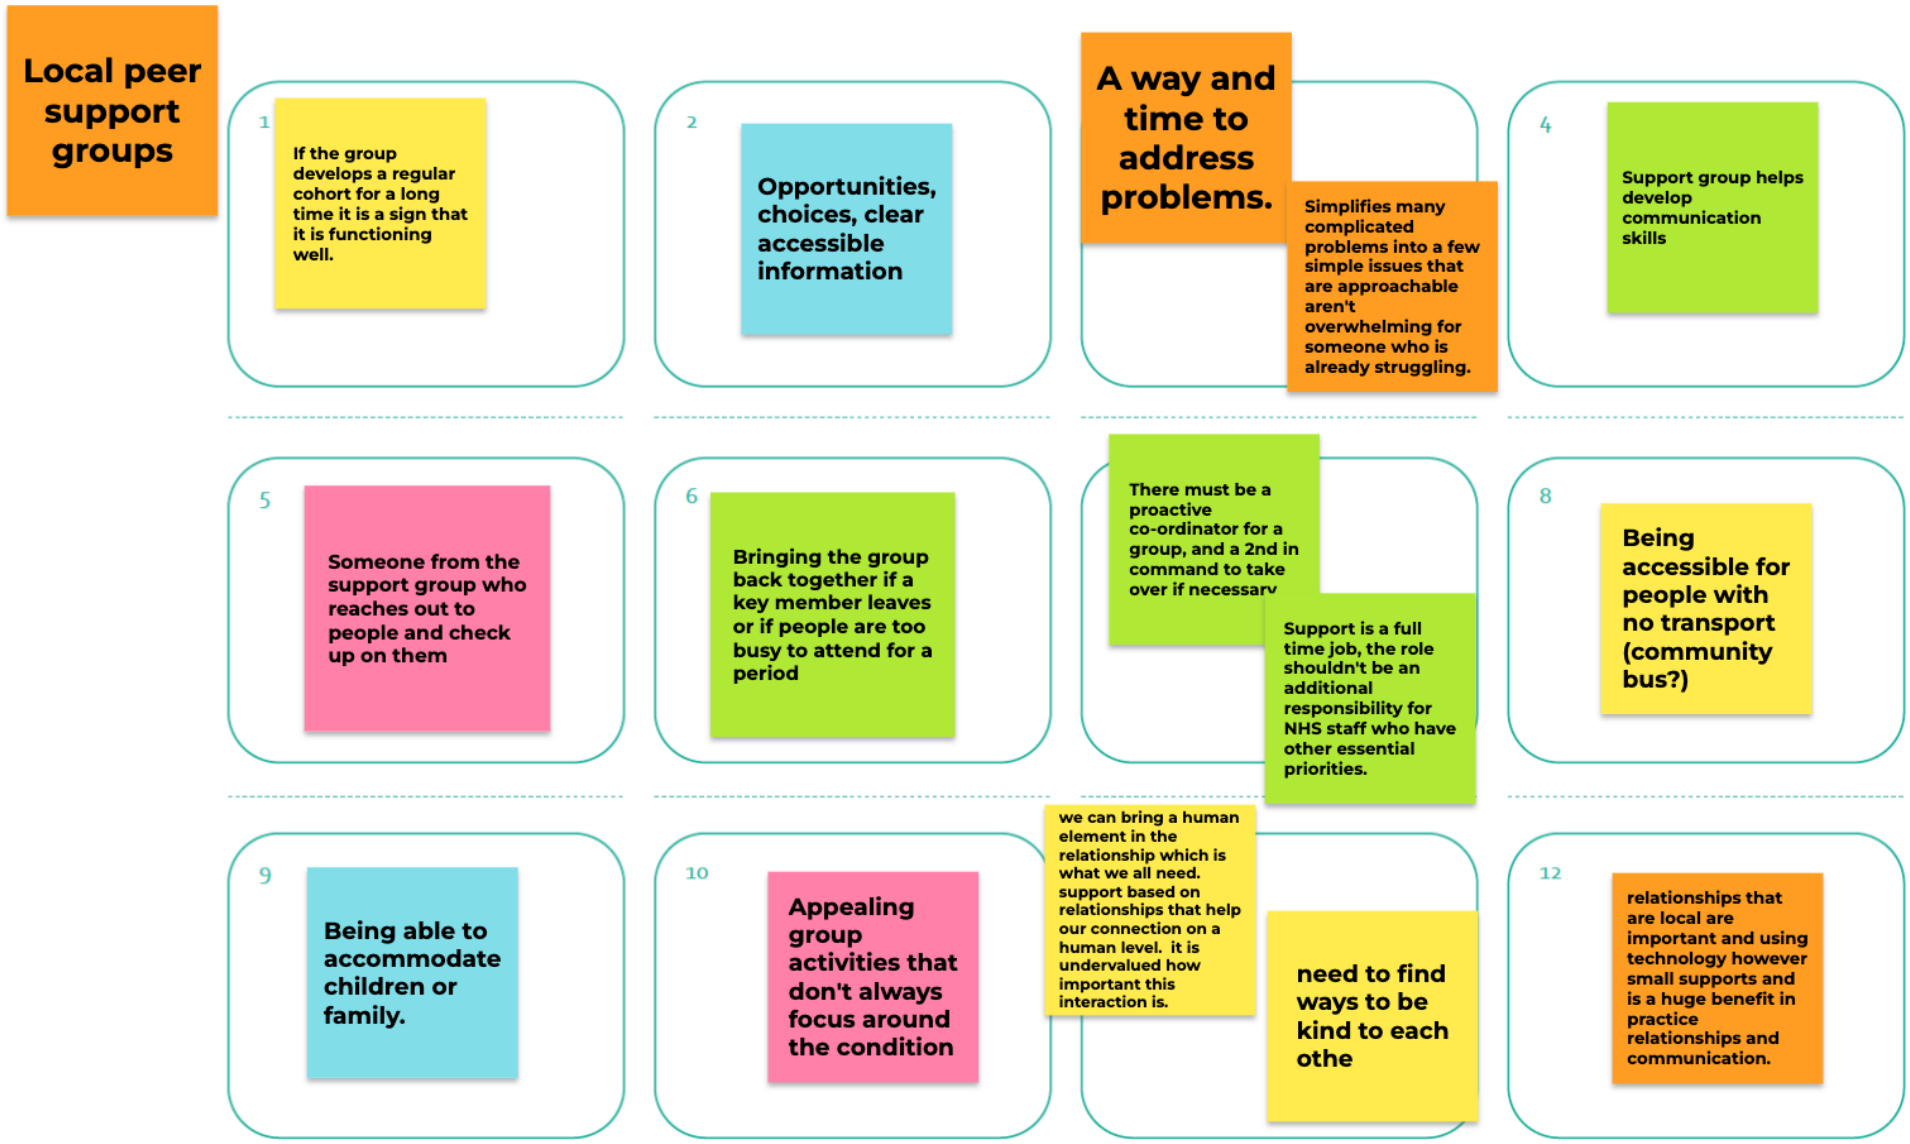 Local peer
support
groups
1
If the group
develops a regular
cohort for a long
time it is a sign that
it is functioning
well.
2
Opportunities,
choices, clear
accessible
information
A way and
time to
address
problems.
Simplifies many
complicated
problems into a few
simple issues that
are approachable
aren't
overwhelming for
someone who is
already struggling.
4
Support group helps
develop
communication
skills
5
Someone from the
support group who
reaches out to
people and check
up on them
6
Bringing the group
back together if a
key member leaves
or if people are too
busy to attend for a
period
There must be a
proactive
co-ordinator for a
group, and a 2nd in
command to take
over if necessary
Support is a full
time job, the role
shouldn't be an
additional
responsibility for
NHS staff who have
other essential
priorities.
8
Being
accessible for
people with
no transport
(community
bus?)
9
Being able to
accommodate
children or
family.
10
Appealing
group
activities that
don't always
focus around
the condition
we can bring a human
element in the
relationship which is
what we all need.
support based on
relationships that help
our connection on a
human level. it is
undervalued how
important this
interaction is.
need to find
ways to be
kind to each
othe
12
relationships that
are local are
important and using
technology however
small supports and
is a huge benefit in
practice
relationships and
communication.